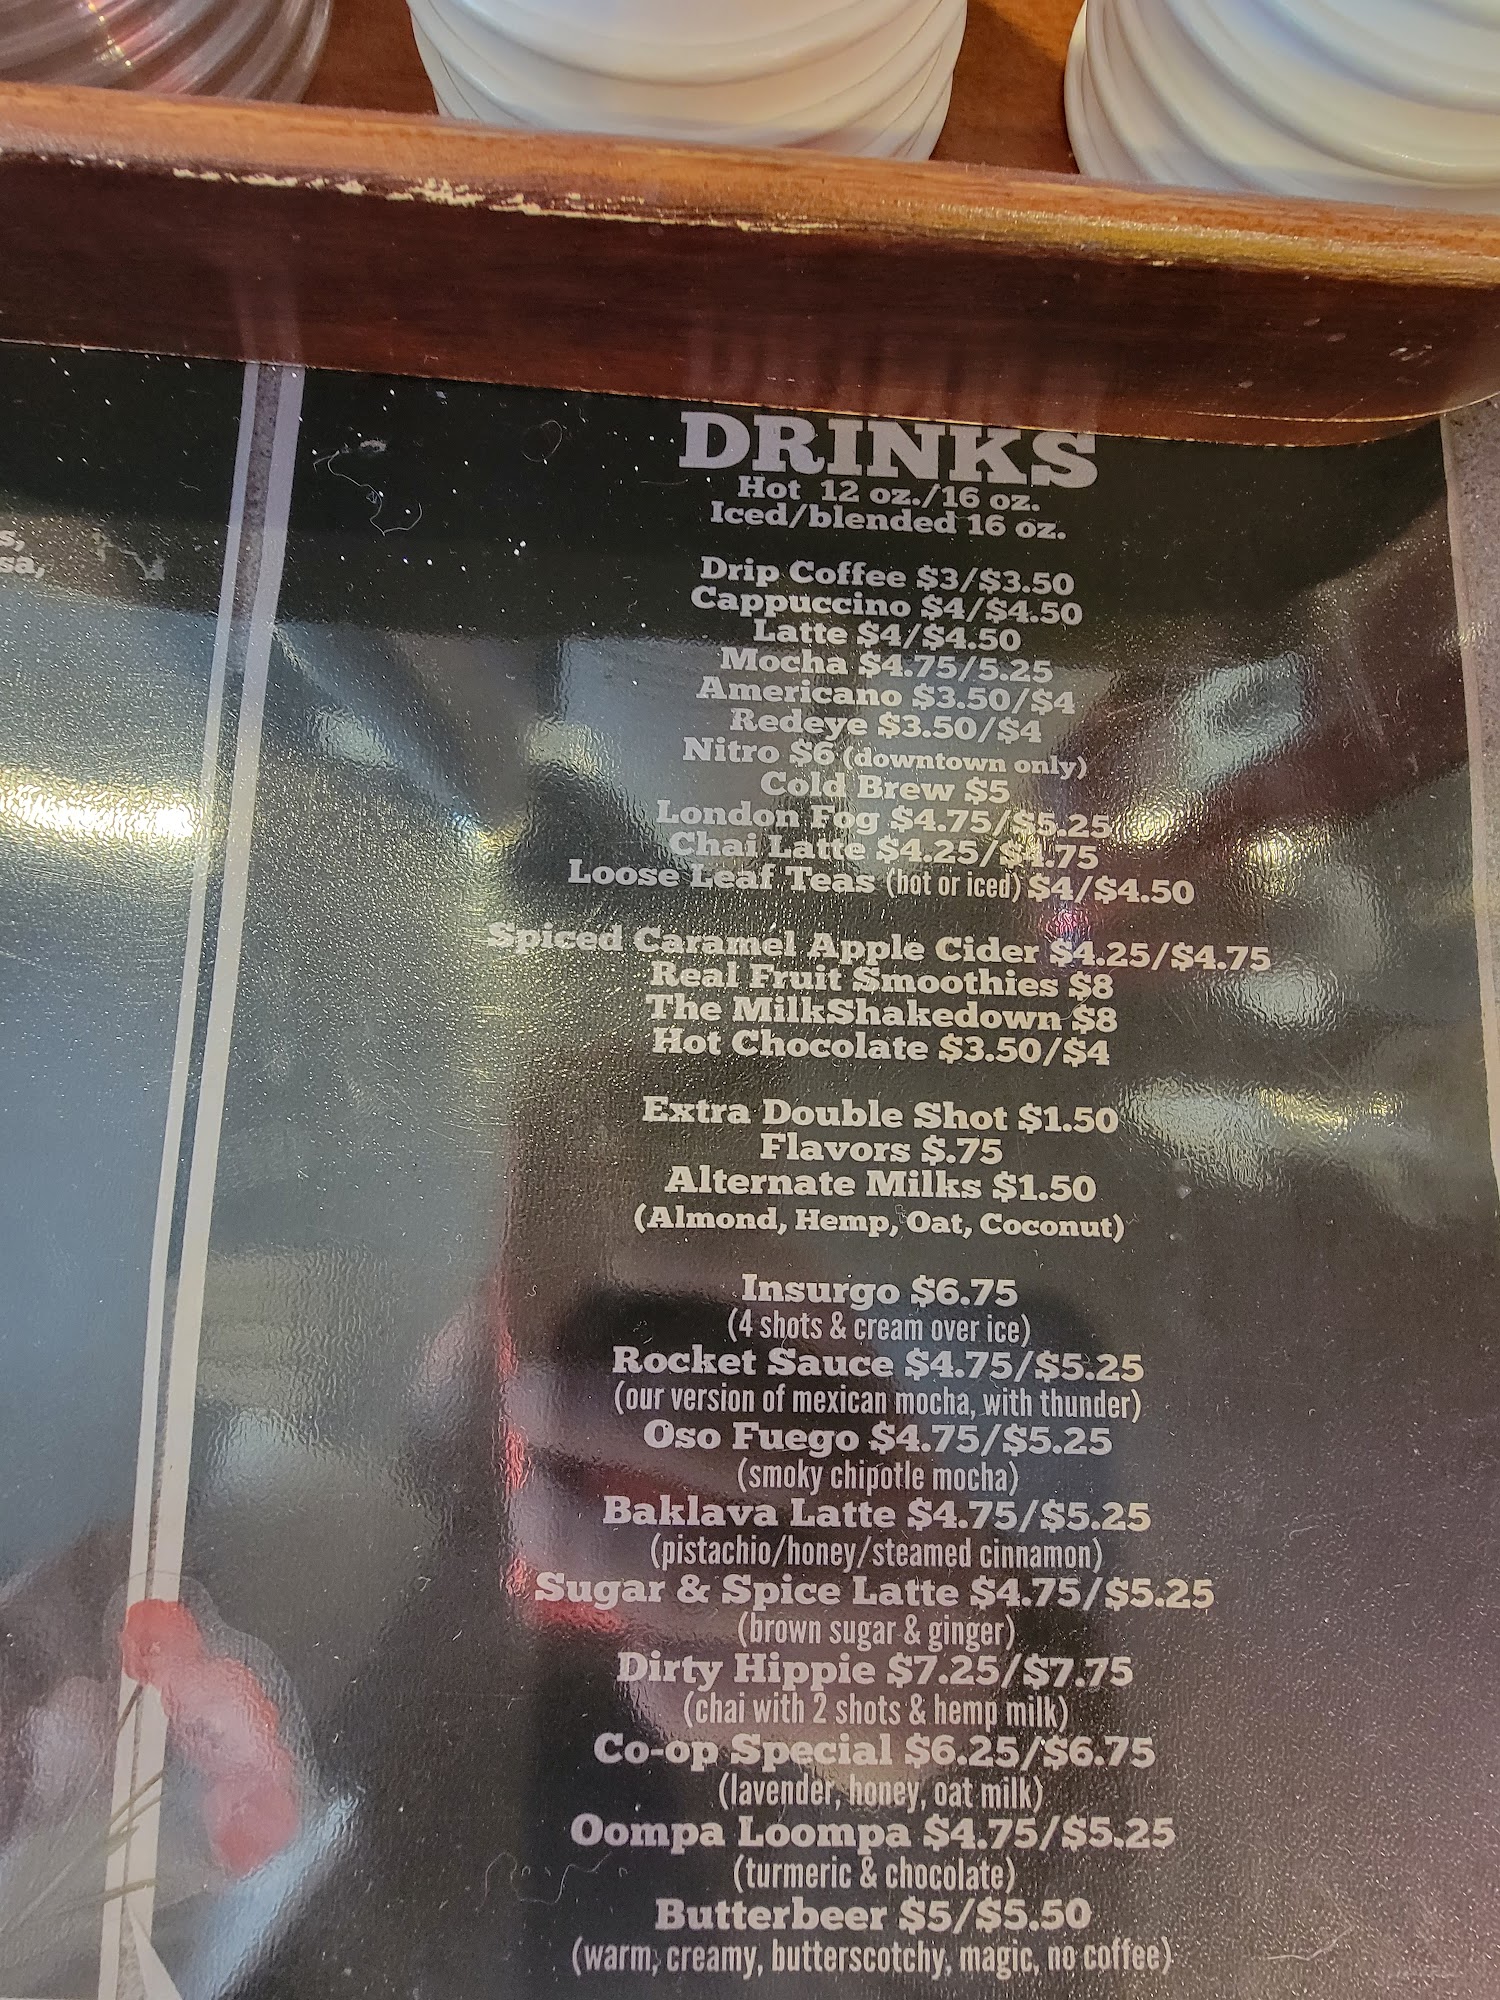 s,
sa,
DRINKS
Hot 12 oz./16 oz.
Iced/blended 16 oz.
Drip Coffee $3/$3.50
Cappuccino $4/$4.50
Latte $4/$4.50
Mocha $4.75/5.25
Americano $3.50/$4
Redeye $3.50/$4
Nitro $6 (downtown only)
Cold Brew $5
London Fog $4.75/$5.25
Chai Latte $4.25/$4.75
Loose Leaf Teas (hot or iced) $4/$4.50
Spiced Caramel Apple Cider $4.25/$4.75
Real Fruit Smoothies $8
The MilkShakedown $8
Hot Chocolate $3.50/$4
Extra Double Shot $1.50
Flavors $.75
Alternate Milks $1.50
(Almond, Hemp, Oat, Coconut)
Insurgo $6.75
(4 shots & cream over ice)
Rocket Sauce $4.75/$5.25
(our version of mexican mocha, with thunder)
Oso Fuego $4.75/$5.25
(smoky chipotle mocha)
Baklava Latte $4.75/$5.25
(pistachio/honey/steamed cinnamon)
Sugar & Spice Latte $4.75/$5.25
(brown sugar & ginger)
Dirty Hippie $7.25/$7.75
(chai with 2 shots & hemp milk)
Co-op Special $6.25/$6.75
(lavender, honey, oat milk)
Oompa Loompa $4.75/$5.25
(turmeric & chocolate)
Butterbeer $5/$5.50
(warm, creamy, butterscotchy, magic, no coffee)